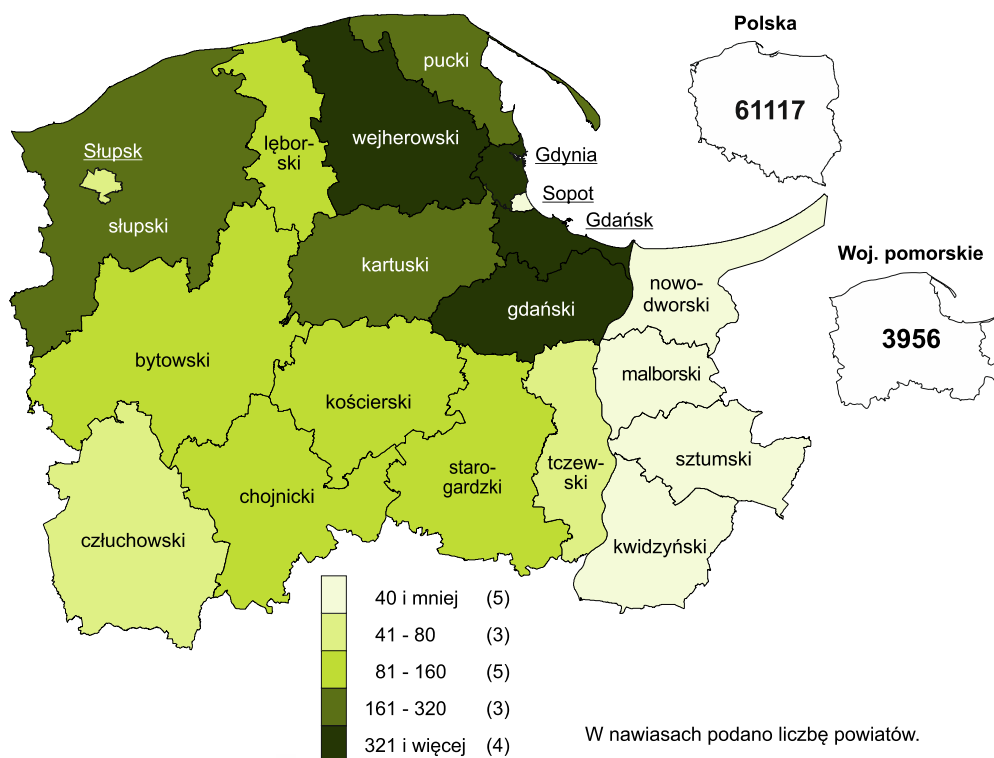 Polska
61117
pucki
wejherowski
lębor-
ski
Słupsk
Gdynia
Sopot
Gdańsk
słupski
kartuski
gdański
nowo-
dworski
Woj. pomorskie
3956
bytowski
kościerski
malborski
staro-
gardzki
tczew-
ski
sztumski
chojnicki
człuchowski
kwidzyński
40 i mniej (5)
41 - 80 (3)
81 - 160 (5)
161 - 320 (3)
321 i więcej (4)
W nawiasach podano liczbę powiatów.